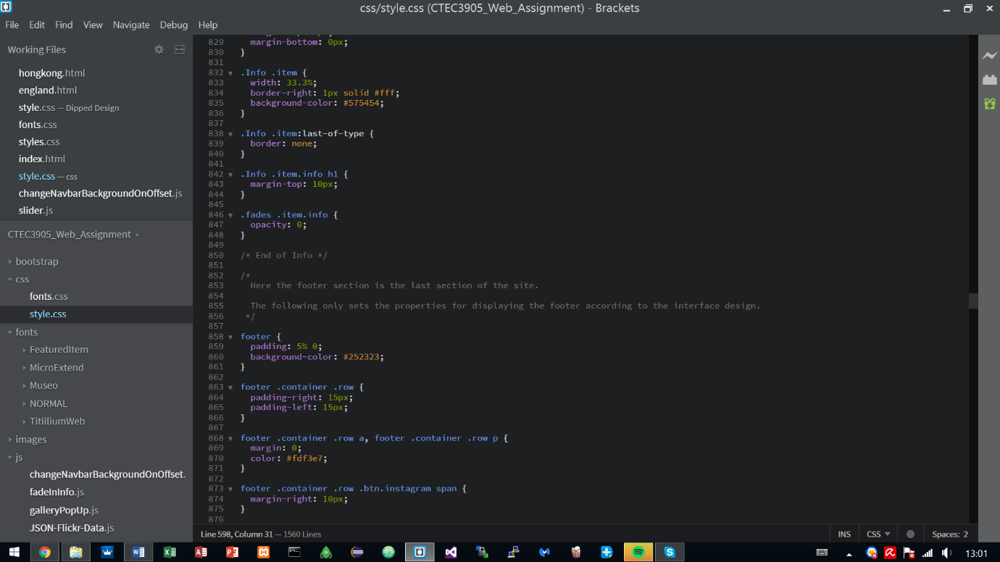 css/style.css (CTEC3905_Web_Assignment) - Brackets
File Edit Find View Navigate Debug Help
Working Files
hongkong.html
england.html
style.css — Dipped Design
fonts.css
styles.css
index.html
style.css — css
changeNavbarBackgroundOnOffset.js
slider.js
CTEC3905_Web_Assignment
bootstrap
css
fonts.css
style.css
fonts
FeaturedItem
MicroExtend
Museo
NORMAL
TitilliumWeb
images
js
changeNavbarBackgroundOnOffset.
fadeInInfo.js
galleryPopUp.js
JSON-Flickr-Data.js
829 margin-bottom: 0px;
830 }
831
832 .Info .item {
833 width: 33.3%;
834 border-right: 1px solid #fff;
835 background-color: #575454;
836 }
837
838 .Info .item:last-of-type {
839 border: none;
840 }
841
842 .Info .item.info h1 {
843 margin-top: 10px;
844 }
845
846 .fades .item.info {
847 opacity: 0;
848 }
849
850 /* End of Info */
851
852 /*
853 Here the footer section is the last section of the site.
854
855 The following only sets the properties for displaying the footer according to the interface design.
856 */
857
858 footer {
859 padding: 5% 0;
860 background-color: #252323;
861 }
862
863 footer .container .row {
864 padding-right: 15px;
865 padding-left: 15px;
866 }
867
868 footer .container .row a, footer .container .row p {
869 margin: 0;
870 color: #fdf3e7;
871 }
872
873 footer .container .row .btn.instagram span {
874 margin-right: 10px;
875 }
876
Line 598, Column 31 — 1560 Lines
INS CSS Spaces: 2
13:01